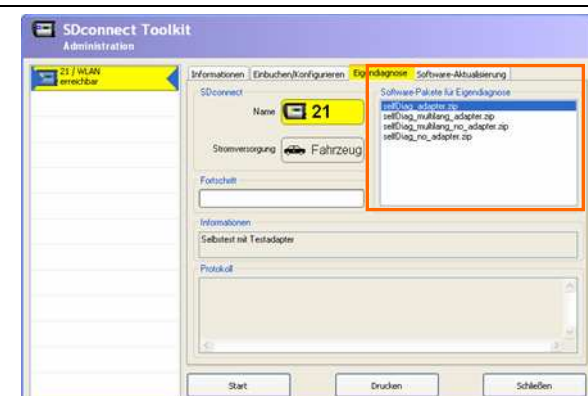 SDconnect Toolkit
Administration
21 / WLAN
erreichbar
Informationen
Einbuchen/Konfigurieren
Eigendiagnose
Software-Aktualisierung
SDconnect
Name
21
Stromversorgung
Fahrzeug
Software-Pakete für Eigendiagnose
selfDiag_adapter.zip
selfDiag_multilang_adapter.zip
selfDiag_multilang_no_adapter.zip
selfDiag_no_adapter.zip
Fortschritt
Informationen
Selbsttest mit Testadapter
Protokoll
Start
Drucken
Schließen